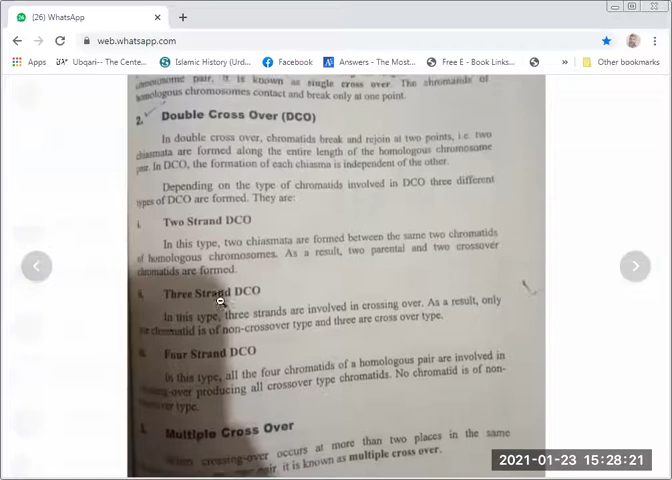 (26) WhatsApp
web.whatsapp.com
Apps Ubqari-- The Cente... Islamic History (Urd... Facebook Answers - The Most... Free E - Book Links... » Other bookmarks
pair, it is known as single cross over. The chromatids of
homologous chromosomes contact and break only at one point.
2. Double Cross Over (DCO)
In double cross over, chromatids break and rejoin at two points, i.e. two
chiasmata are formed along the entire length of the homologous chromosome
pair. In DCO, the formation of each chiasma is independent of the other.
Depending on the type of chromatids involved in DCO three different
types of DCO are formed. They are:
i. Two Strand DCO
In this type, two chiasmata are formed between the same two chromatids
of homologous chromosomes. As a result, two parental and two crossover
chromatids are formed.
ii. Three Strand DCO
In this type, three strands are involved in crossing over. As a result, only
chromatid is of non-crossover type and three are cross over type.
iii. Four Strand DCO
In this type, all the four chromatids of a homologous pair are involved in
crossing-over producing all crossover type chromatids. No chromatid is of non-
crossover type.
3. Multiple Cross Over
When crossing-over occurs at more than two places in the same
pair it is known as multiple cross over.
2021-01-23 15:28:21